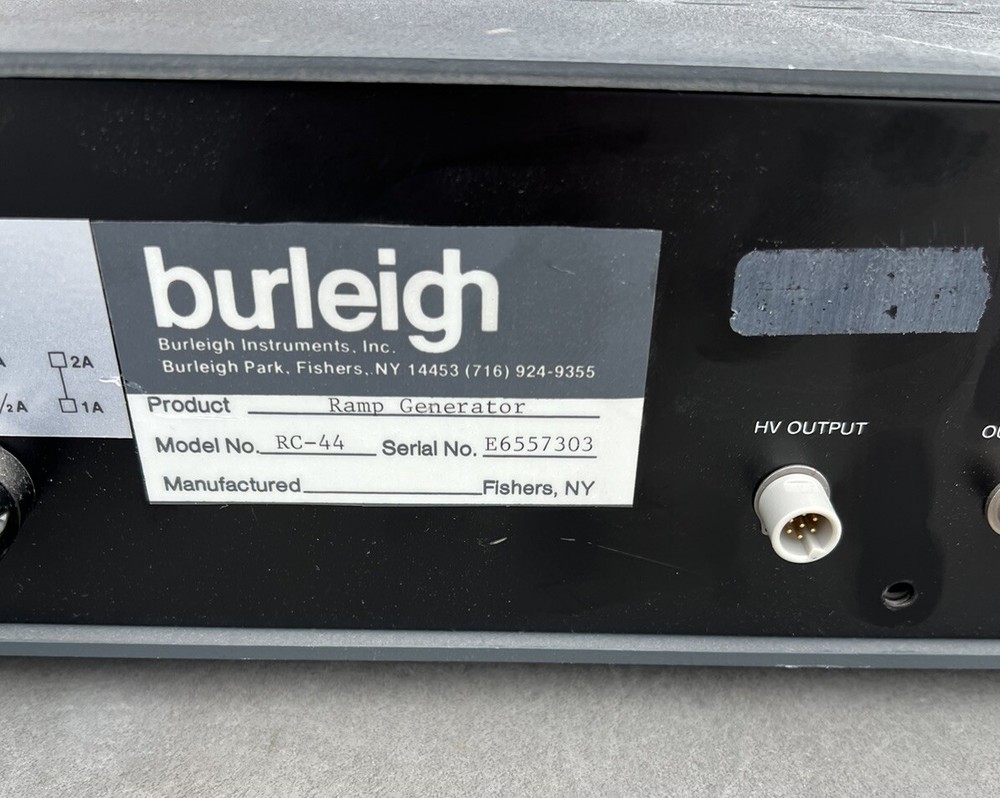 burleigh
Burleigh Instruments, Inc.
Burleigh Park, Fishers, NY 14453 (716) 924-9355
Product Ramp Generator
Model No. RC-44 Serial No. E6557303
Manufactured Fishers, NY
2A
1A
HV OUTPUT